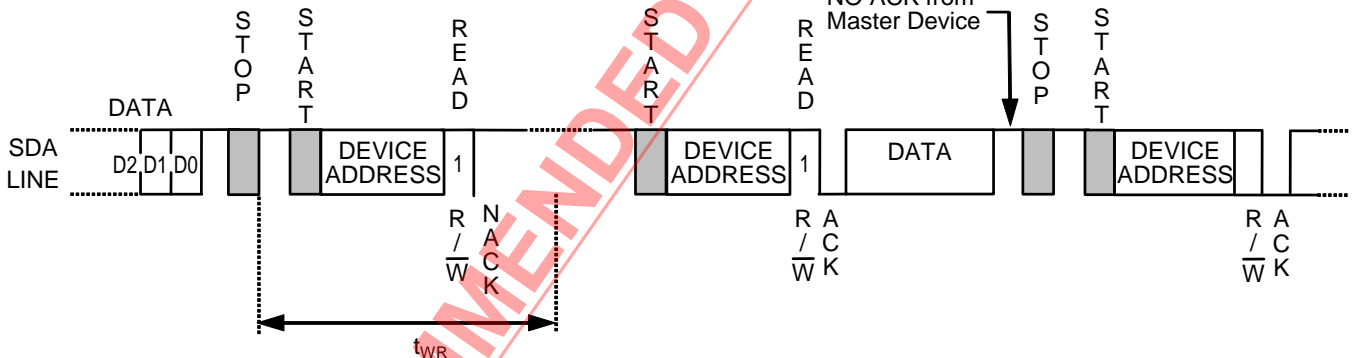 NO ACK from
Master Device
STOP
START
READ
START
READ
STOP
START
DATA
SDA
LINE
D2 D1 D0
DEVICE
ADDRESS
1
DEVICE
ADDRESS
1
DATA
DEVICE
ADDRESS
R/W
NACK
R/W
ACK
R/W
ACK
tWR
MMENDED